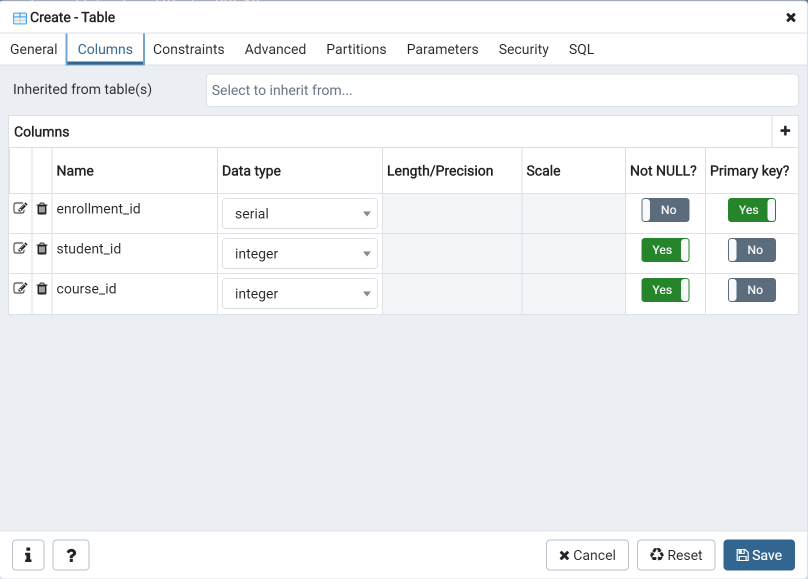 Create - Table
General Columns Constraints Advanced Partitions Parameters Security SQL
Inherited from table(s) Select to inherit from...
Columns
Name Data type Length/Precision Scale Not NULL? Primary key?
enrollment_id serial No Yes
student_id integer Yes No
course_id integer Yes No
Cancel Reset Save